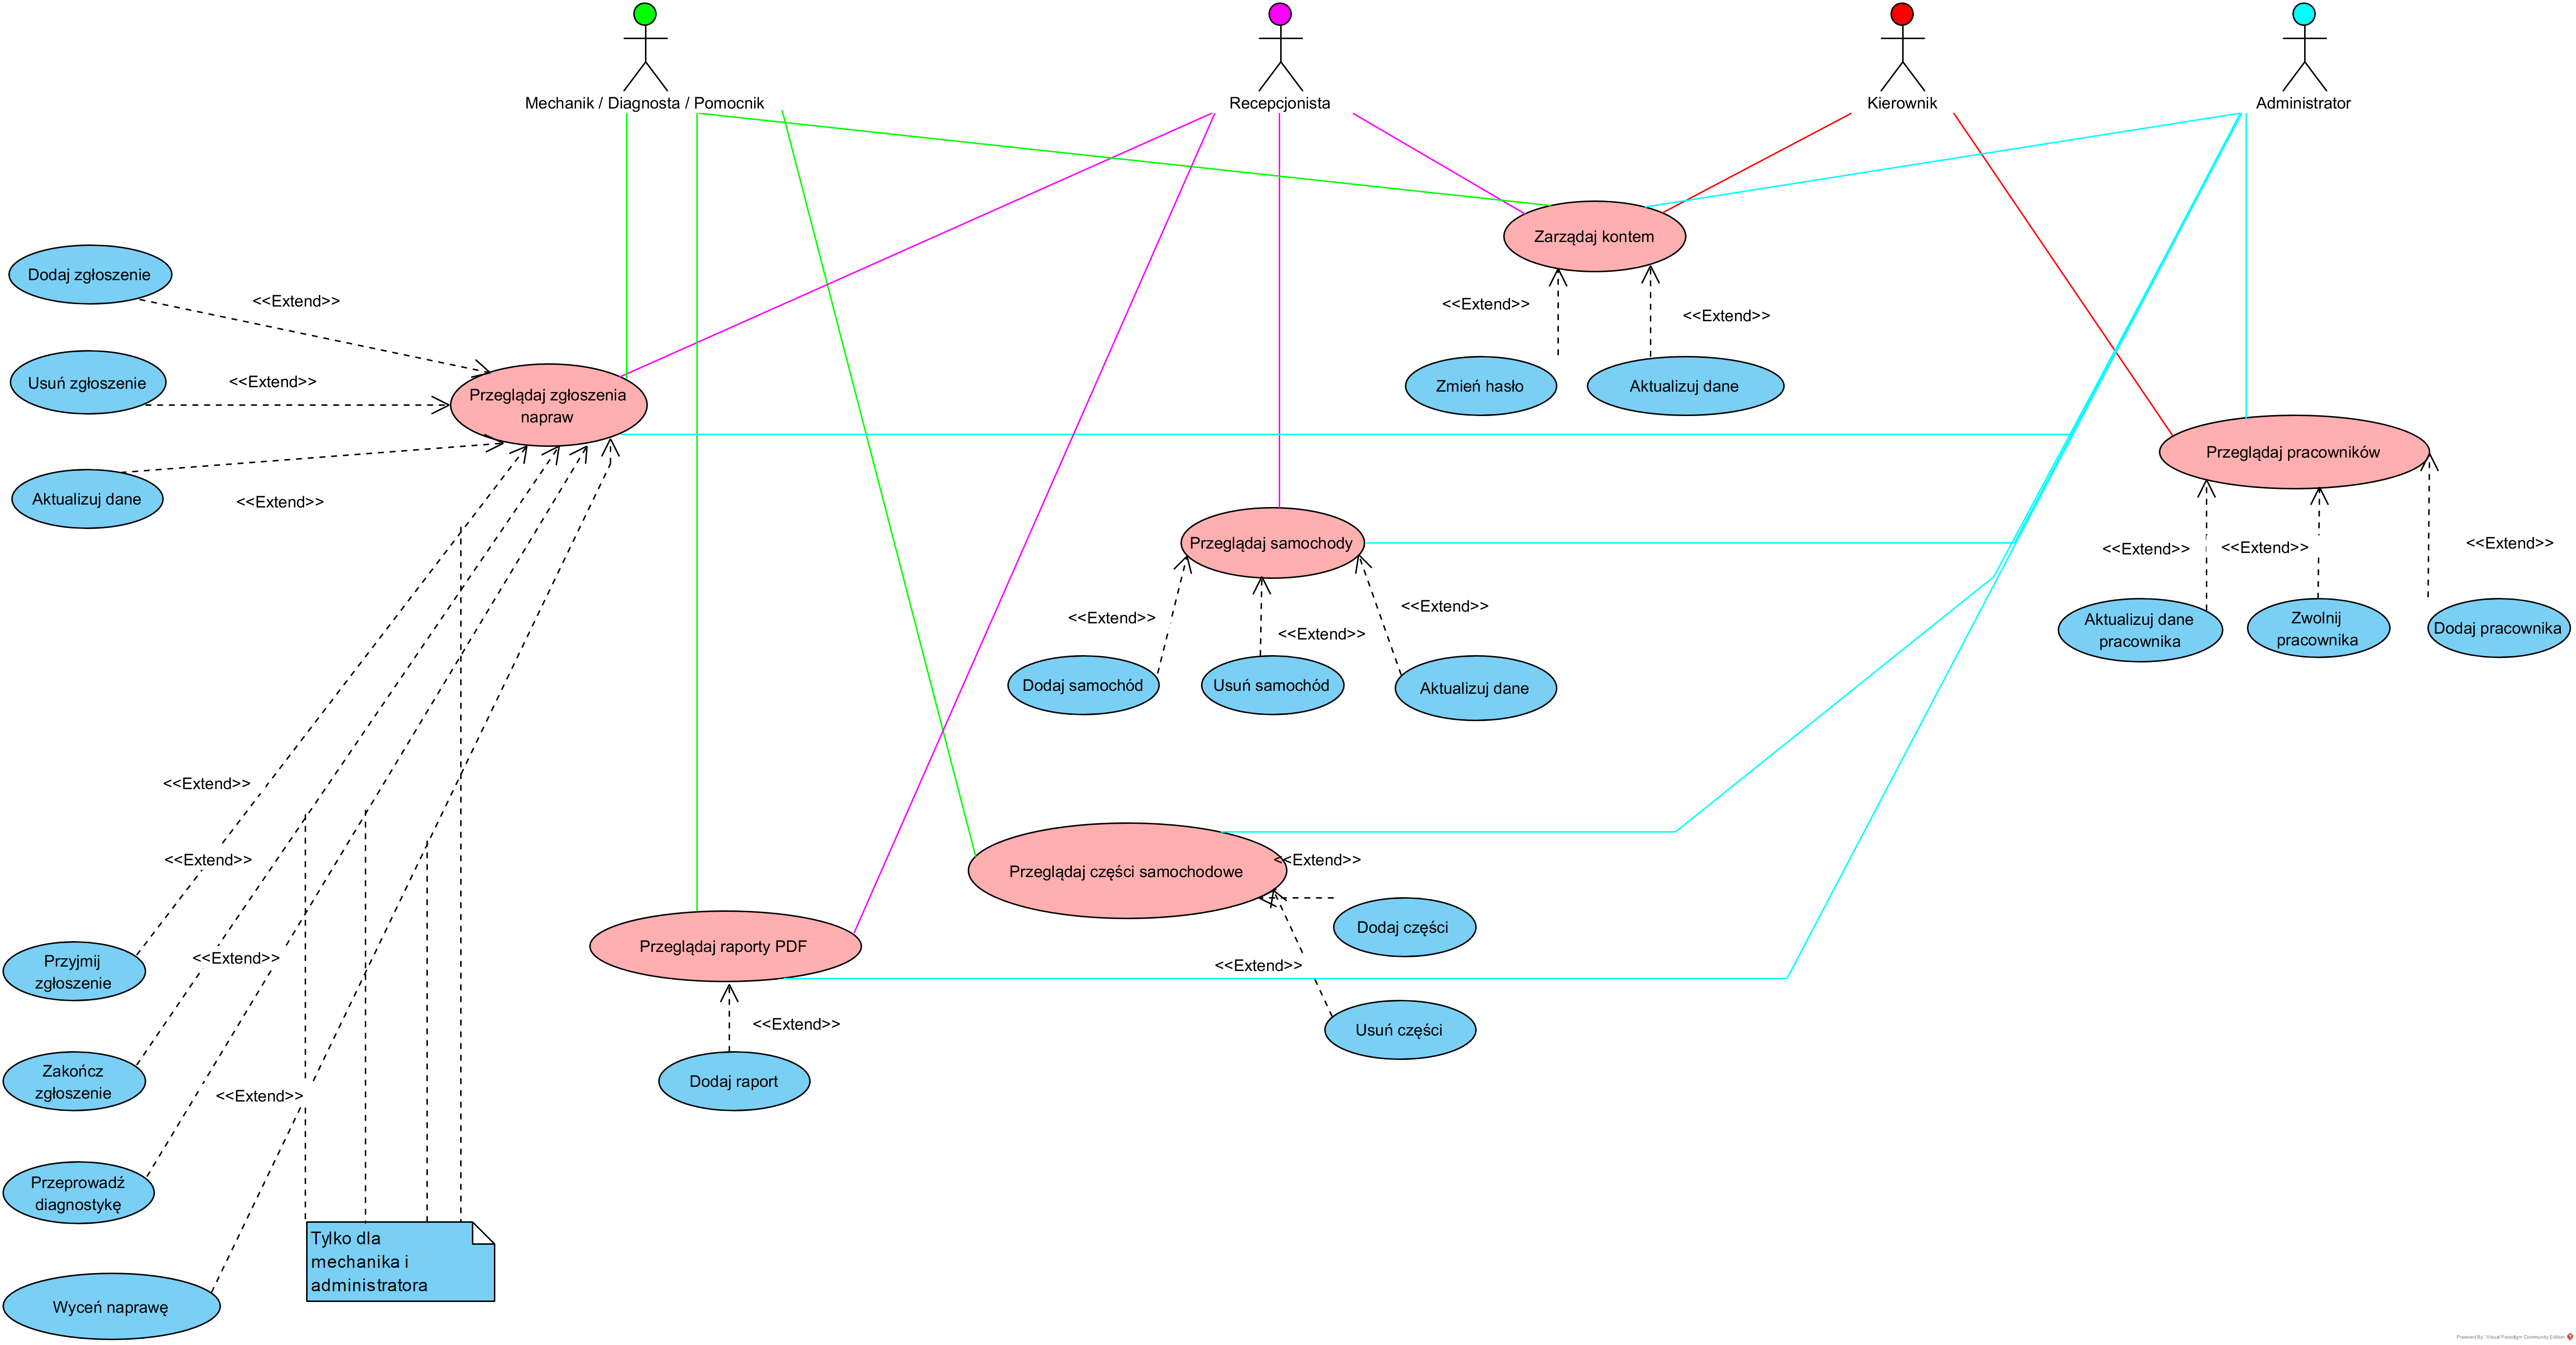 Mechanik / Diagnosta / Pomocnik
Recepcjonista
Kierownik
Administrator
Zarządaj kontem
Dodaj zgłoszenie
<<Extend>>
<<Extend>>
<<Extend>>
Usuń zgłoszenie
<<Extend>>
Przeglądaj zgłoszenia
napraw
Zmień hasło
Aktualizuj dane
Przeglądaj pracowników
Aktualizuj dane
<<Extend>>
Przeglądaj samochody
<<Extend>>
<<Extend>>
<<Extend>>
<<Extend>>
<<Extend>>
<<Extend>>
Aktualizuj dane
pracownika
Zwolnij
pracownika
Dodaj pracownika
Dodaj samochód
Usuń samochód
Aktualizuj dane
<<Extend>>
<<Extend>>
<<Extend>>
Przeglądaj części samochodowe
Dodaj części
Przeglądaj raporty PDF
<<Extend>>
<<Extend>>
Przyjmij
zgłoszenie
<<Extend>>
Usuń części
Zakończ
zgłoszenie
Dodaj raport
<<Extend>>
Przeprowadź
diagnostykę
Tylko dla
mechanika i
administratora
Wyceń naprawę
Powered By Visual Paradigm Community Edition